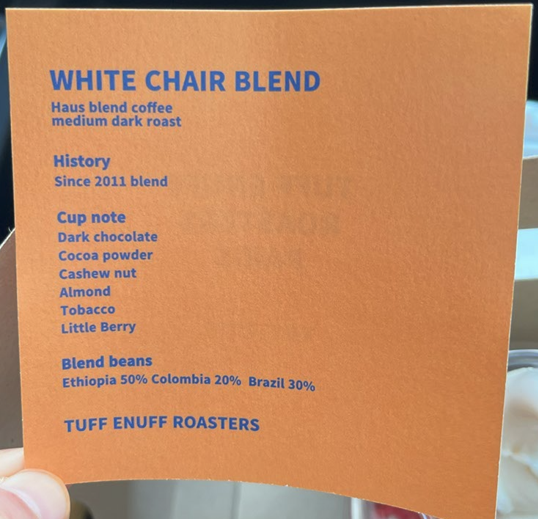 WHITE CHAIR BLEND
Haus blend coffee
medium dark roast
History
Since 2011 blend
Cup note
Dark chocolate
Cocoa powder
Cashew nut
Almond
Tobacco
Little Berry
Blend beans
Ethiopia 50% Colombia 20% Brazil 30%
TUFF ENUFF ROASTERS